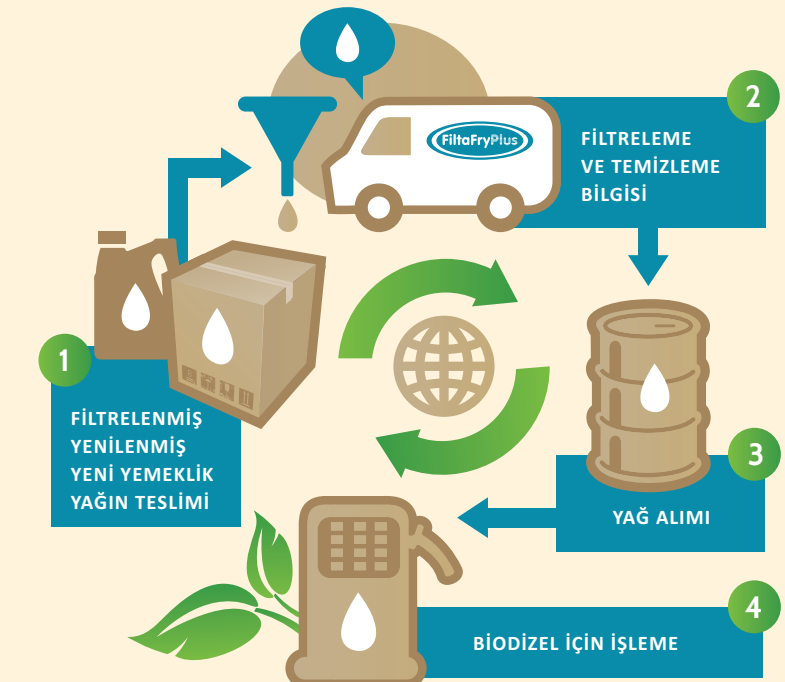 FiltaFryPlus
2
FİLTRELEME
VE TEMİZLEME
BİLGİSİ
1
FİLTRELENMİŞ
YENİLENMİŞ
YENİ YEMEKLİK
YAĞIN TESLİMİ
3
YAĞ ALIMI
4
BİODİZEL İÇİN İŞLEME